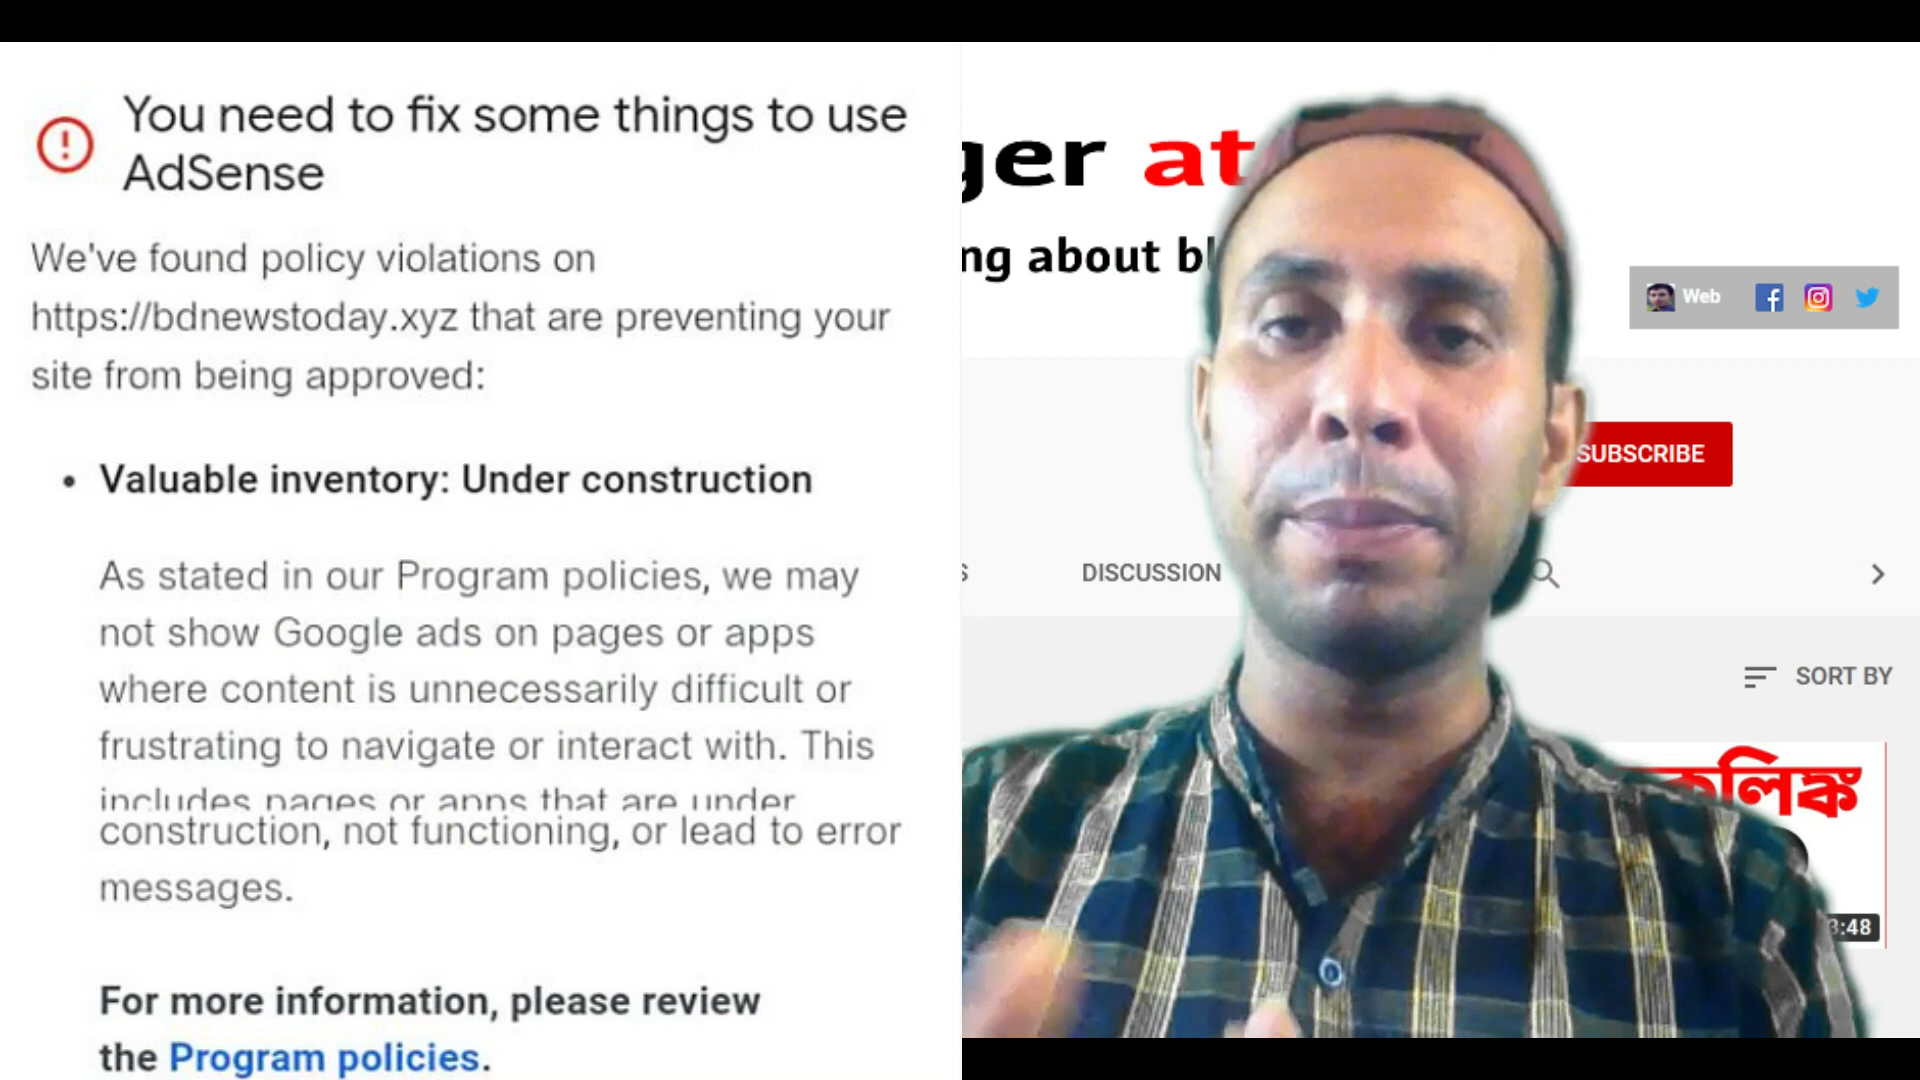 You need to fix some things to use
AdSense
We've found policy violations on
https://bdnewstoday.xyz that are preventing your
site from being approved:
• Valuable inventory: Under construction
As stated in our Program policies, we may
not show Google ads on pages or apps
where content is unnecessarily difficult or
frustrating to navigate or interact with. This
includes pages or apps that are under
construction, not functioning, or lead to error
messages.
For more information, please review
the Program policies.
ger at
ng about bl
Web
SUBSCRIBE
S DISCUSSION
SORT BY
লিঙ্ক
3:48